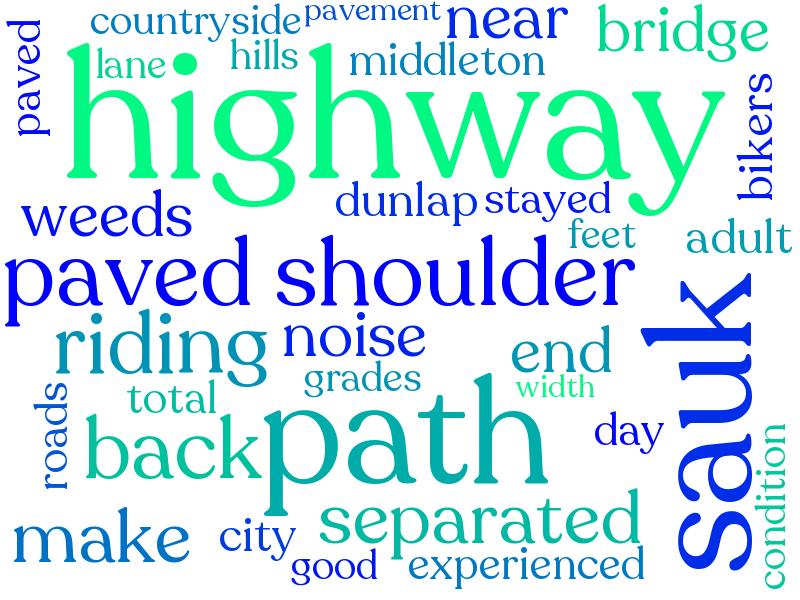 countryside
pavement
near
bridge
paved
lane
hills
middleton
highway
bikers
weeds
dunlap
stayed
feet
adult
paved shoulder
sauk
riding
noise
end
grades
width
roads
total
back
path
day
condition
make
city
separated
good
experienced